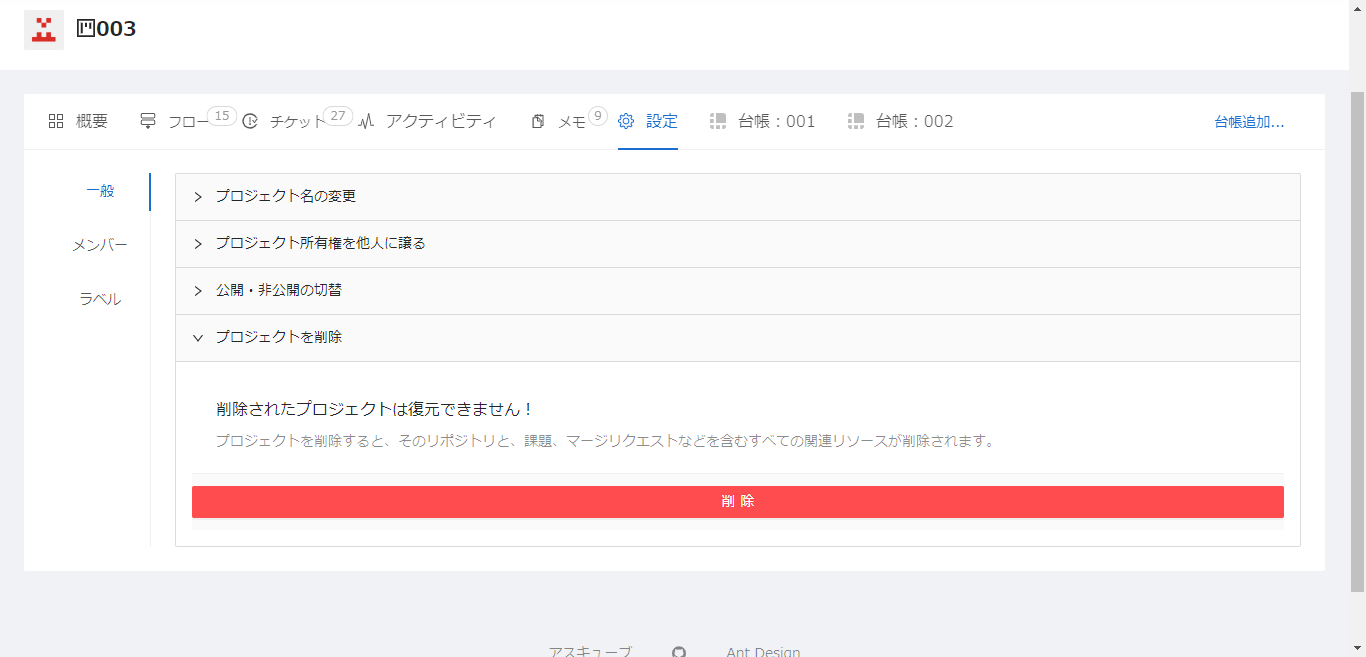 003
概要 フロー 15 チケット 27 アクティビティ メモ 9 設定 台帳：001 台帳：002 台帳追加...
一般
メンバー
ラベル
プロジェクト名の変更
プロジェクト所有権を他人に譲る
公開・非公開の切替
プロジェクトを削除
削除されたプロジェクトは復元できません！
プロジェクトを削除すると、そのリポジトリと、課題、マージリクエストなどを含むすべての関連リソースが削除されます。
削 除
アスキューブ Ant Design